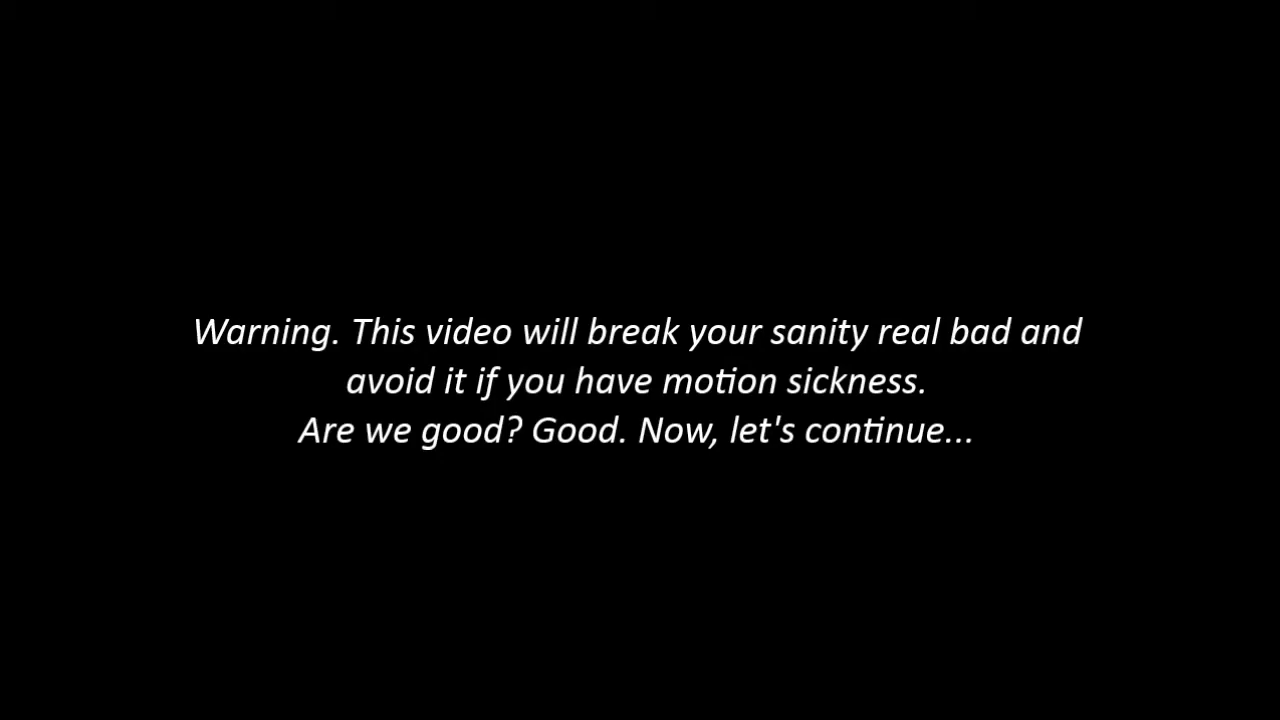 Warning. This video will break your sanity real bad and
avoid it if you have motion sickness.
Are we good? Good. Now, let's continue...